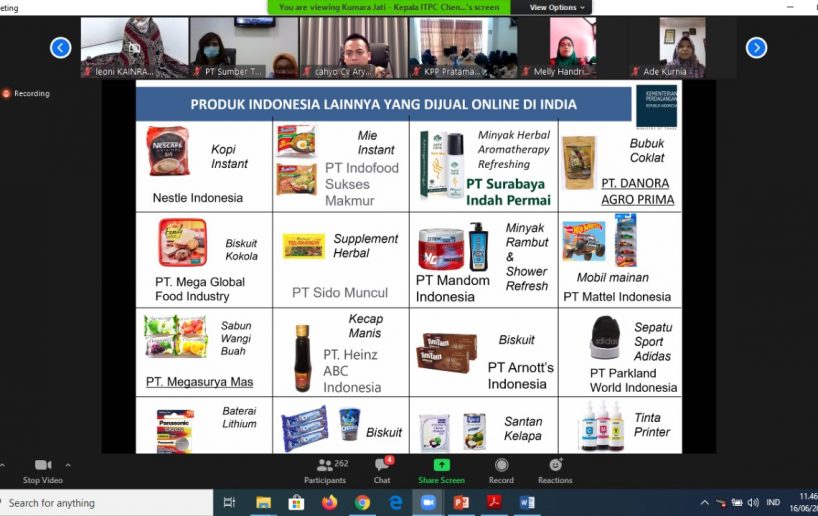 eeting
You are viewing Kumara Jati - Kepala ITPC Chen...'s screen
View Options
leoni KAINRA...
PT Sumber T...
cahyo Cv Ary...
KPP Pratama...
Melly Handri...
Ade Kurnia
Recording
PRODUK INDONESIA LAINNYA YANG DIJUAL ONLINE DI INDIA
KEMENTERIAN
PERDAGANGAN
REPUBLIK INDONESIA
MINISTRY OF TRADE
NESCAFE
Kopi
Instant
Nestle Indonesia
Mie
Instant
PT Indofood
Sukses
Makmur
Minyak Herbal
Aromatherapy
Refreshing
PT Surabaya
Indah Permai
Bubuk
Coklat
PT. DANORA
AGRO PRIMA
Biskuit
Kokola
PT. Mega Global
Food Industry
Supplement
Herbal
PT Sido Muncul
Minyak
Rambut
&
Shower
Refresh
PT Mandom
Indonesia
Mobil mainan
PT Mattel Indonesia
Sabun
Wangi
Buah
PT. Megasurya Mas
Kecap
Manis
PT. Heinz
ABC
Indonesia
TimTam
TimTam
Biskuit
PT Arnott's
Indonesia
adidas
Sepatu
Sport
Adidas
PT Parkland
World Indonesia
Panasonic
Baterai
Lithium
OREO
Biskuit
Santan
Kelapa
Tinta
Printer
Stop Video
262
Participants
4
Chat
Share Screen
Record
Reactions
Search for anything
IND
11.46
16/06/20